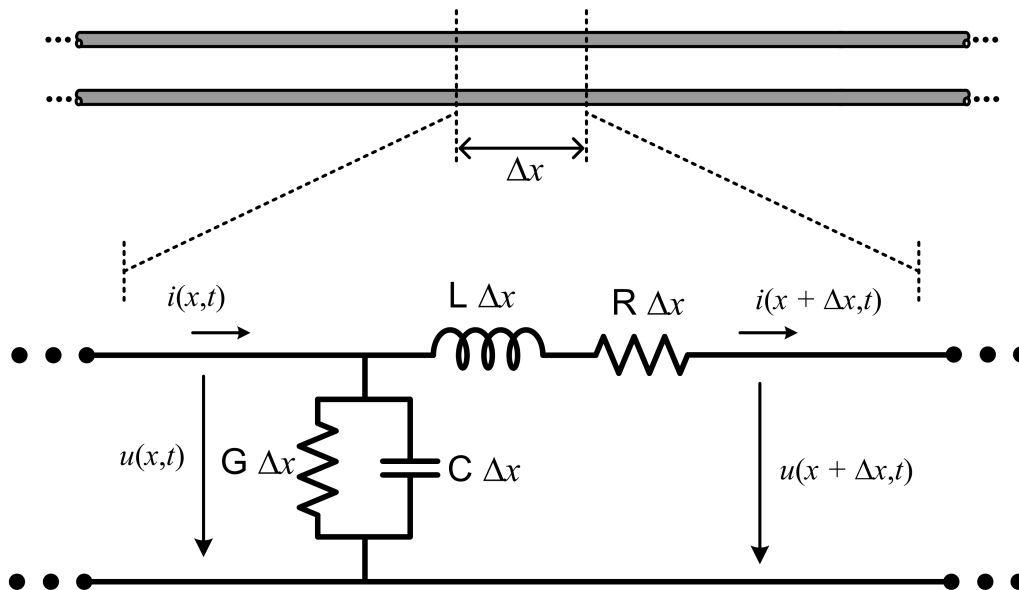 Δx
i(x,t)
L Δx
R Δx
i(x + Δx,t)
u(x,t)
G Δx
C Δx
u(x + Δx,t)